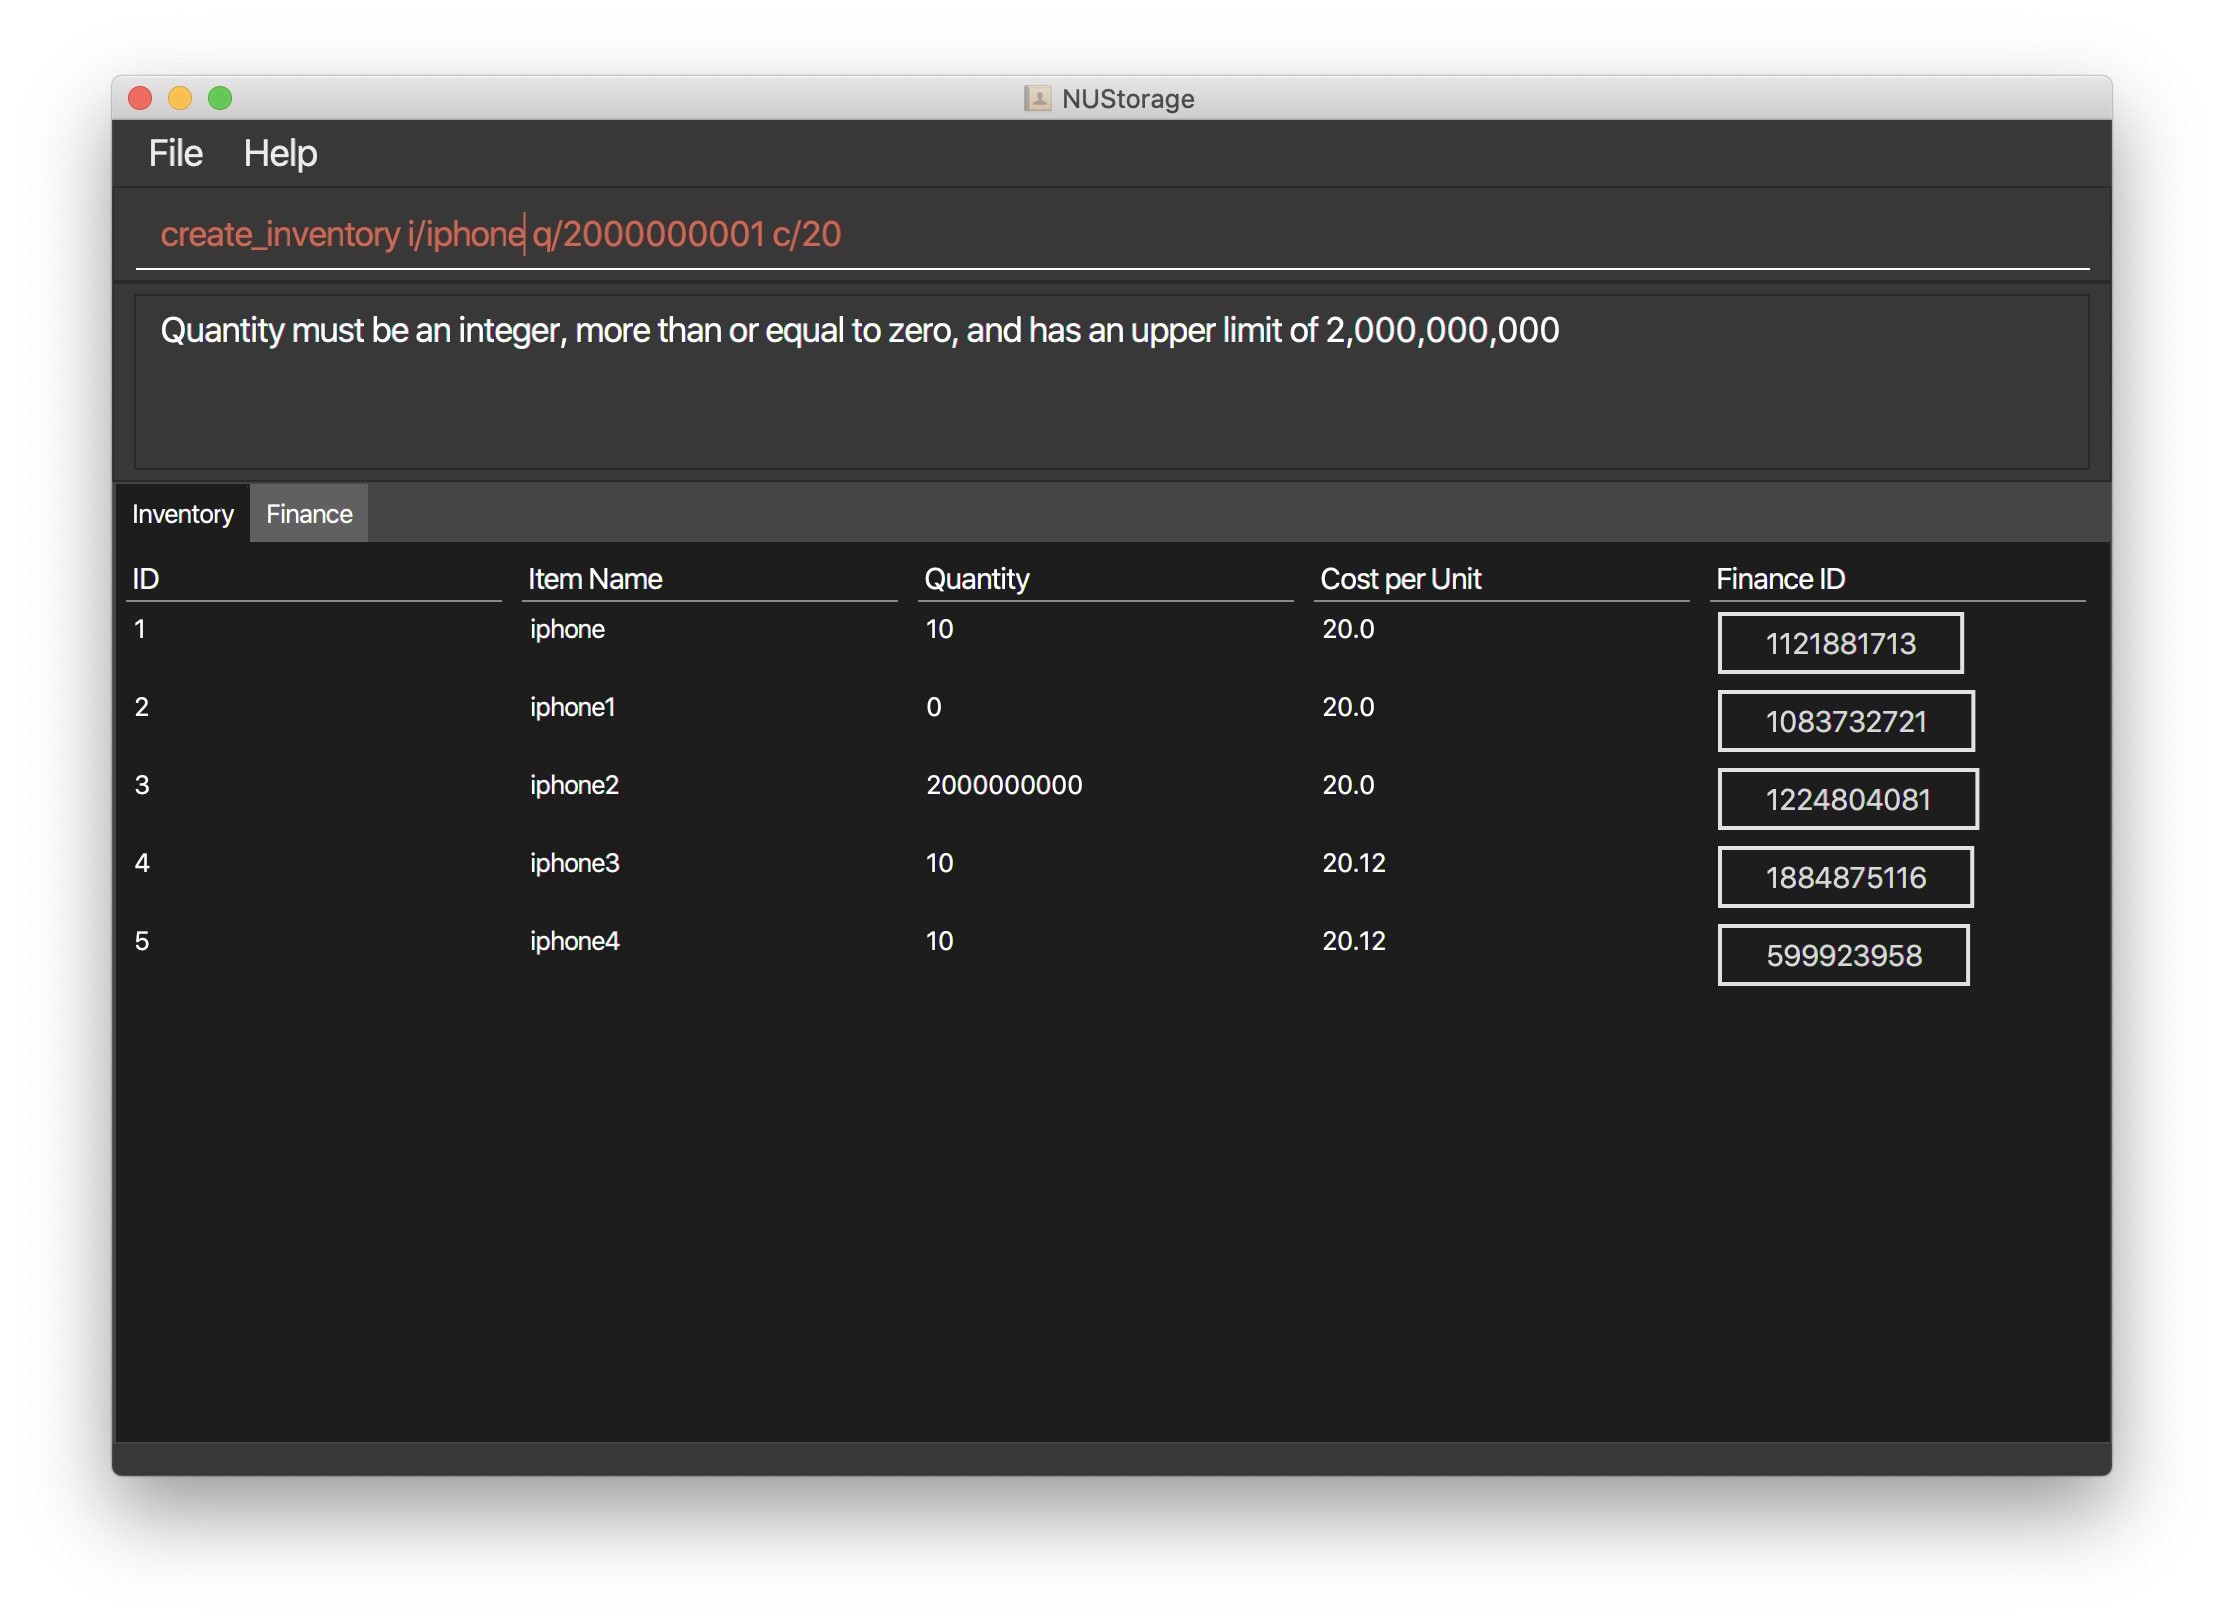 NUStorage
File Help
create_inventory i/iphone q/2000000001 c/20
Quantity must be an integer, more than or equal to zero, and has an upper limit of 2,000,000,000
Inventory Finance
ID Item Name Quantity Cost per Unit Finance ID
1 iphone 10 20.0 1121881713
2 iphone1 0 20.0 1083732721
3 iphone2 2000000000 20.0 1224804081
4 iphone3 10 20.12 1884875116
5 iphone4 10 20.12 599923958